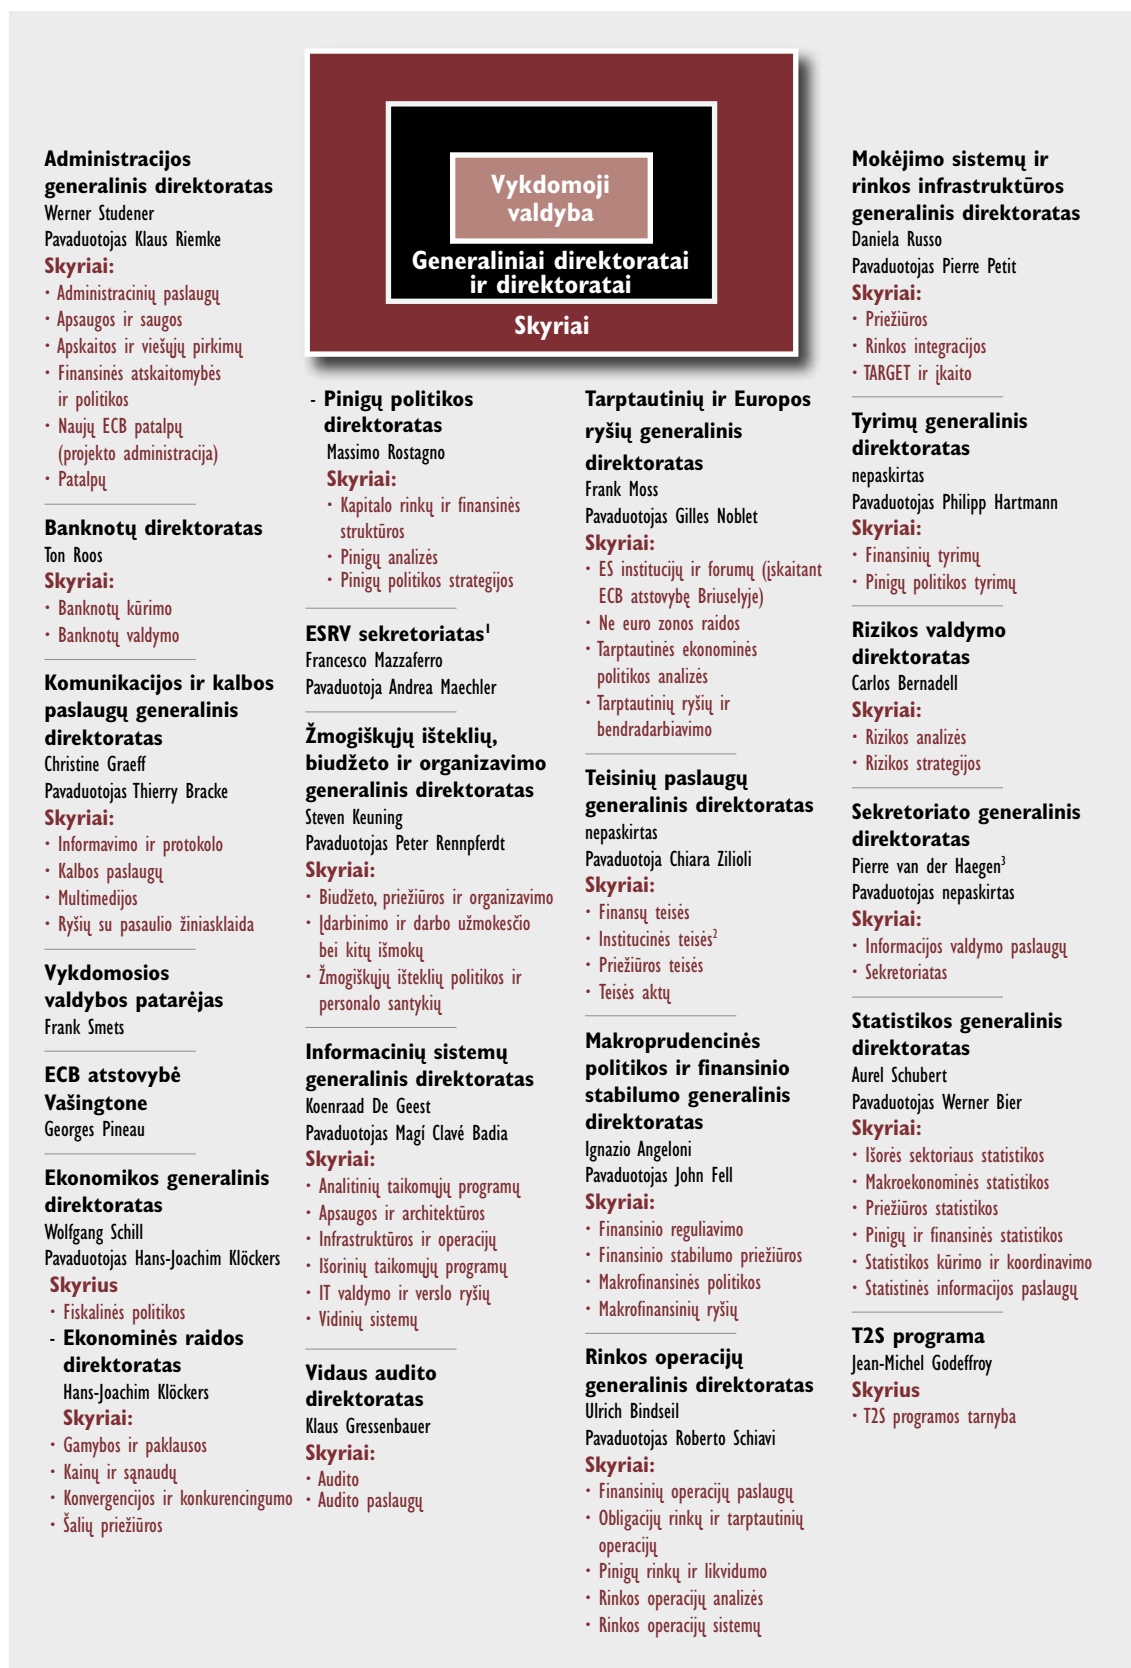 Vykdomoji
valdyba
Generaliniai direktoratai
ir direktoratai
Skyriai
Administracijos
generalinis direktoratas
Werner Studener
Pavaduotojas Klaus Riemke
Skyriai:
• Administracinių paslaugų
• Apsaugos ir saugos
• Apskaitos ir viešųjų pirkimų
• Finansinės atskaitomybės
ir politikos
• Naujų ECB patalpų
(projekto administracija)
• Patalpų
Banknotų direktoratas
Ton Roos
Skyriai:
• Banknotų kūrimo
• Banknotų valdymo
Komunikacijos ir kalbos
paslaugų generalinis
direktoratas
Christine Graeff
Pavaduotojas Thierry Bracke
Skyriai:
• Informavimo ir protokolo
• Kalbos paslaugų
• Multimedijos
• Ryšių su pasaulio žiniasklaida
Vykdomosios
valdybos patarėjas
Frank Smets
ECB atstovybė
Vašingtone
Georges Pineau
Ekonomikos generalinis
direktoratas
Wolfgang Schill
Pavaduotojas Hans-Joachim Klöckers
Skyrius
• Fiskalinės politikos
- Ekonominės raidos
direktoratas
Hans-Joachim Klöckers
Skyriai:
• Gamybos ir paklausos
• Kainų ir sąnaudų
• Konvergencijos ir konkurencingumo
• Šalių priežiūros
- Pinigų politikos
direktoratas
Massimo Rostagno
Skyriai:
• Kapitalo rinkų ir finansinės
struktūros
• Pinigų analizės
• Pinigų politikos strategijos
ESRV sekretoriatas¹
Francesco Mazzaferro
Pavaduotoja Andrea Maechler
Žmogiškųjų išteklių,
biudžeto ir organizavimo
generalinis direktoratas
Steven Keuning
Pavaduotojas Peter Rennpferdt
Skyriai:
• Biudžeto, priežiūros ir organizavimo
• Įdarbinimo ir darbo užmokesčio
bei kitų išmokų
• Žmogiškųjų išteklių politikos ir
personalo santykių
Informacinių sistemų
generalinis direktoratas
Koenraad De Geest
Pavaduotojas Magí Clavé Badia
Skyriai:
• Analitinių taikomųjų programų
• Apsaugos ir architektūros
• Infrastruktūros ir operacijų
• Išorinių taikomųjų programų
• IT valdymo ir verslo ryšių
• Vidinių sistemų
Vidaus audito
direktoratas
Klaus Gressenbauer
Skyriai:
• Audito
• Audito paslaugų
Tarptautinių ir Europos
ryšių generalinis
direktoratas
Frank Moss
Pavaduotojas Gilles Noblet
Skyriai:
• ES institucijų ir forumų (įskaitant
ECB atstovybę Briuselyje)
• Ne euro zonos raidos
• Tarptautinės ekonominės
politikos analizės
• Tarptautinių ryšių ir
bendradarbiavimo
Teisinių paslaugų
generalinis direktoratas
nepaskirtas
Pavaduotoja Chiara Zilioli
Skyriai:
• Finansų teisės
• Institucinės teisės²
• Priežiūros teisės
• Teisės aktų
Makroprudencinės
politikos ir finansinio
stabilumo generalinis
direktoratas
Ignazio Angeloni
Pavaduotojas John Fell
Skyriai:
• Finansinio reguliavimo
• Finansinio stabilumo priežiūros
• Makrofinansinės politikos
• Makrofinansinių ryšių
Rinkos operacijų
generalinis direktoratas
Ulrich Bindseil
Pavaduotojas Roberto Schiavi
Skyriai:
• Finansinių operacijų paslaugų
• Obligacijų rinkų ir tarptautinių
operacijų
• Pinigų rinkų ir likvidumo
• Rinkos operacijų analizės
• Rinkos operacijų sistemų
Mokėjimo sistemų ir
rinkos infrastruktūros
generalinis direktoratas
Daniela Russo
Pavaduotojas Pierre Petit
Skyriai:
• Priežiūros
• Rinkos integracijos
• TARGET ir įkaito
Tyrimų generalinis
direktoratas
nepaskirtas
Pavaduotojas Philipp Hartmann
Skyriai:
• Finansinių tyrimų
• Pinigų politikos tyrimų
Rizikos valdymo
direktoratas
Carlos Bernadell
Skyriai:
• Rizikos analizės
• Rizikos strategijos
Sekretoriato generalinis
direktoratas
Pierre van der Haegen³
Pavaduotojas nepaskirtas
Skyriai:
• Informacijos valdymo paslaugų
• Sekretoriatas
Statistikos generalinis
direktoratas
Aurel Schubert
Pavaduotojas Werner Bier
Skyriai:
• Išorės sektoriaus statistikos
• Makroekonominės statistikos
• Priežiūros statistikos
• Pinigų ir finansinės statistikos
• Statistikos kūrimo ir koordinavimo
• Statistinės informacijos paslaugų
T2S programa
Jean-Michel Godeffroy
Skyrius
• T2S programos tarnyba